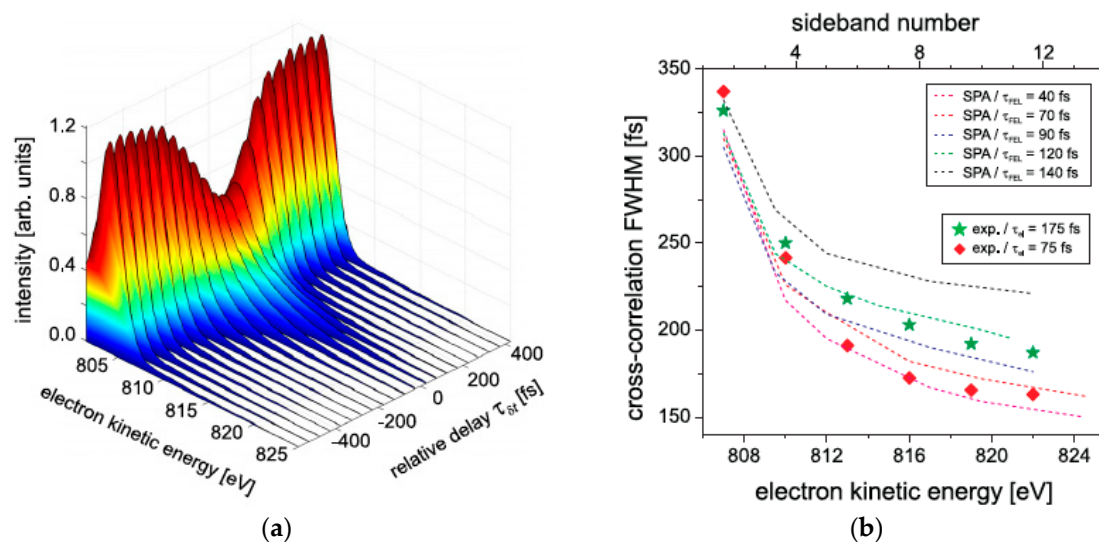 1.2
0.8
0.4
0.0
intensity [arb. units]
805
810
815
820
825
electron kinetic energy [eV]
-400
-200
0
200
400
relative delay τδt [fs]
(a)
sideband number
4 8 12
350
300
250
200
150
cross-correlation FWHM [fs]
SPA / τFEL = 40 fs
SPA / τFEL = 70 fs
SPA / τFEL = 90 fs
SPA / τFEL = 120 fs
SPA / τFEL = 140 fs
exp. / τel = 175 fs
exp. / τel = 75 fs
808 812 816 820 824
electron kinetic energy [eV]
(b)